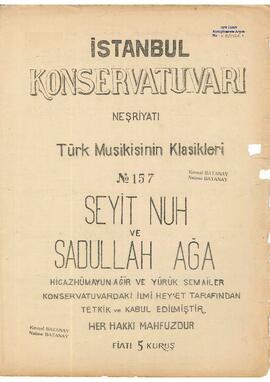 İSTANBUL
KONSERVATUVARI
NEŞRİYATI
Türk Musikisinin Klasikleri
№ 157
Kemal BATANAY
Naime BATANAY
SEYİT NUH
VE
SADULLAH AĞA
HİCAZHÜMAYUN AĞIR VE YÜRÜK SEMAİLER
KONSERVATUVARDAKİ İLMİ HEY'ET TARAFINDAN
TETKİK ve KABUL EDİLMİŞTİR
HER HAKKI MAHFUZDUR
Kemal BATANAY
Naime BATANAY
FİATI 5 KURUŞ